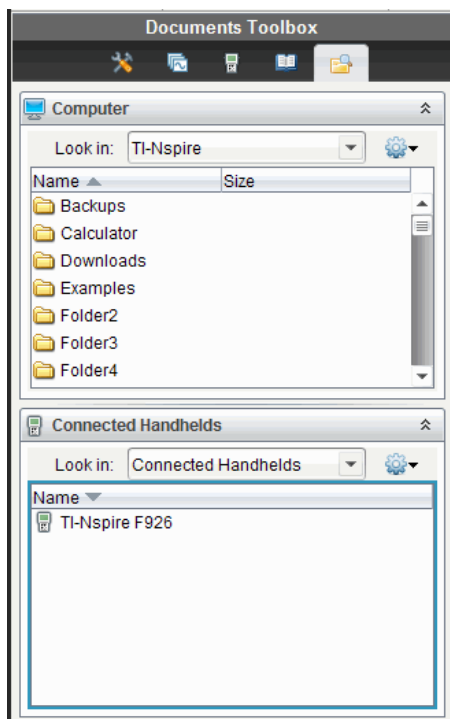 Documents Toolbox
Computer
Look in: TI-Nspire
Name Size
Backups
Calculator
Downloads
Examples
Folder2
Folder3
Folder4
Connected Handhelds
Look in: Connected Handhelds
Name
TI-Nspire F926